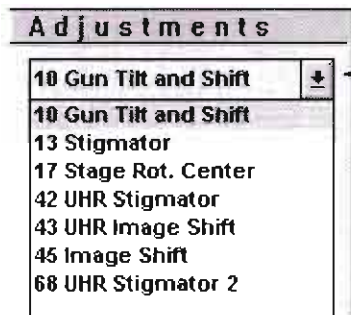 Adjustments
10 Gun Tilt and Shift
10 Gun Tilt and Shift
13 Stigmator
17 Stage Rot. Center
42 UHR Stigmator
43 UHR Image Shift
45 Image Shift
68 UHR Stigmator 2